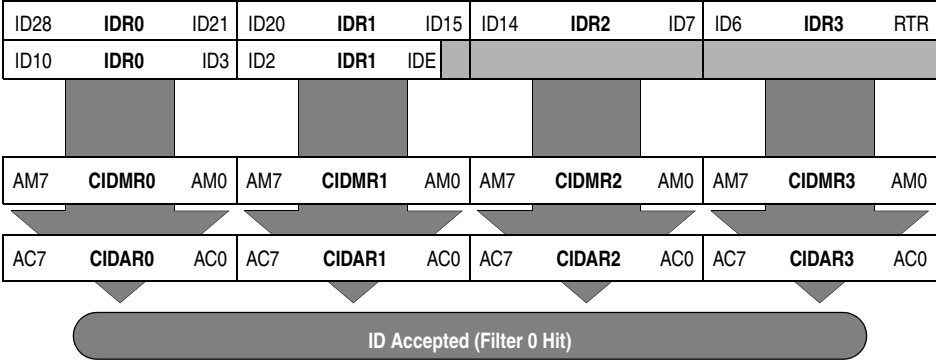 ID28 IDR0 ID21 ID20 IDR1 ID15 ID14 IDR2 ID7 ID6 IDR3 RTR
ID10 IDR0 ID3 ID2 IDR1 IDE
AM7 CIDMR0 AM0 AM7 CIDMR1 AM0 AM7 CIDMR2 AM0 AM7 CIDMR3 AM0
AC7 CIDAR0 AC0 AC7 CIDAR1 AC0 AC7 CIDAR2 AC0 AC7 CIDAR3 AC0
ID Accepted (Filter 0 Hit)